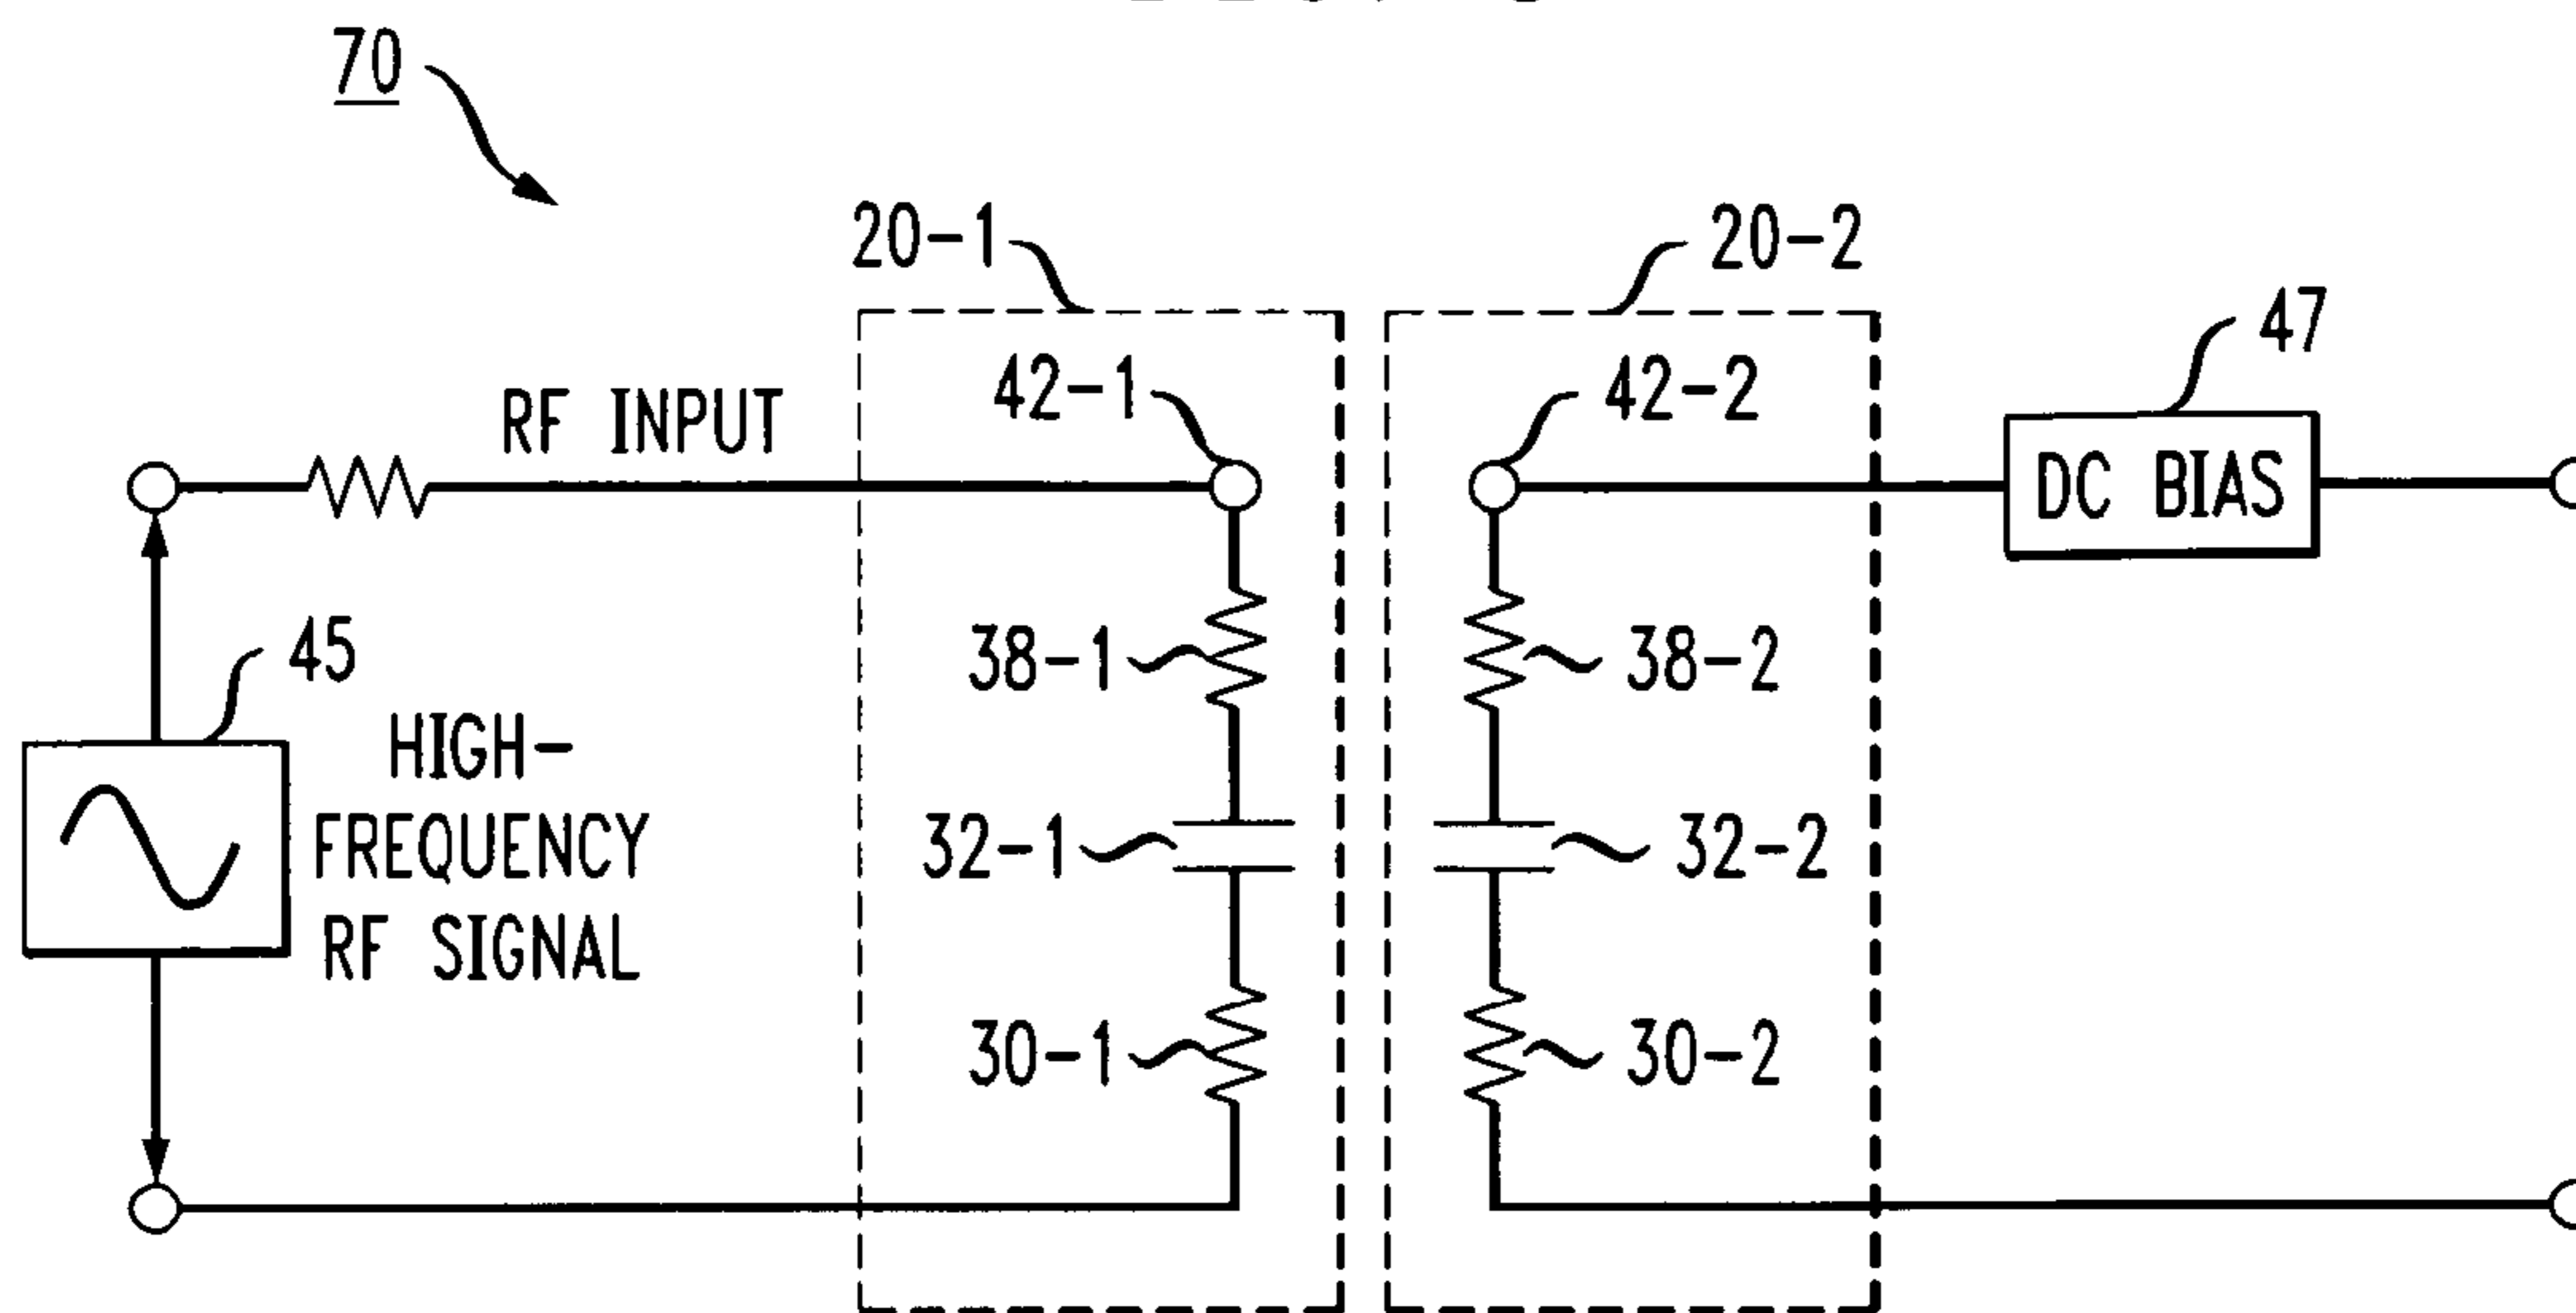 70
20-1
20-2
47
42-1
42-2
RF INPUT
DC BIAS
45
38-1
38-2
HIGH-
FREQUENCY
RF SIGNAL
32-1
32-2
30-1
30-2